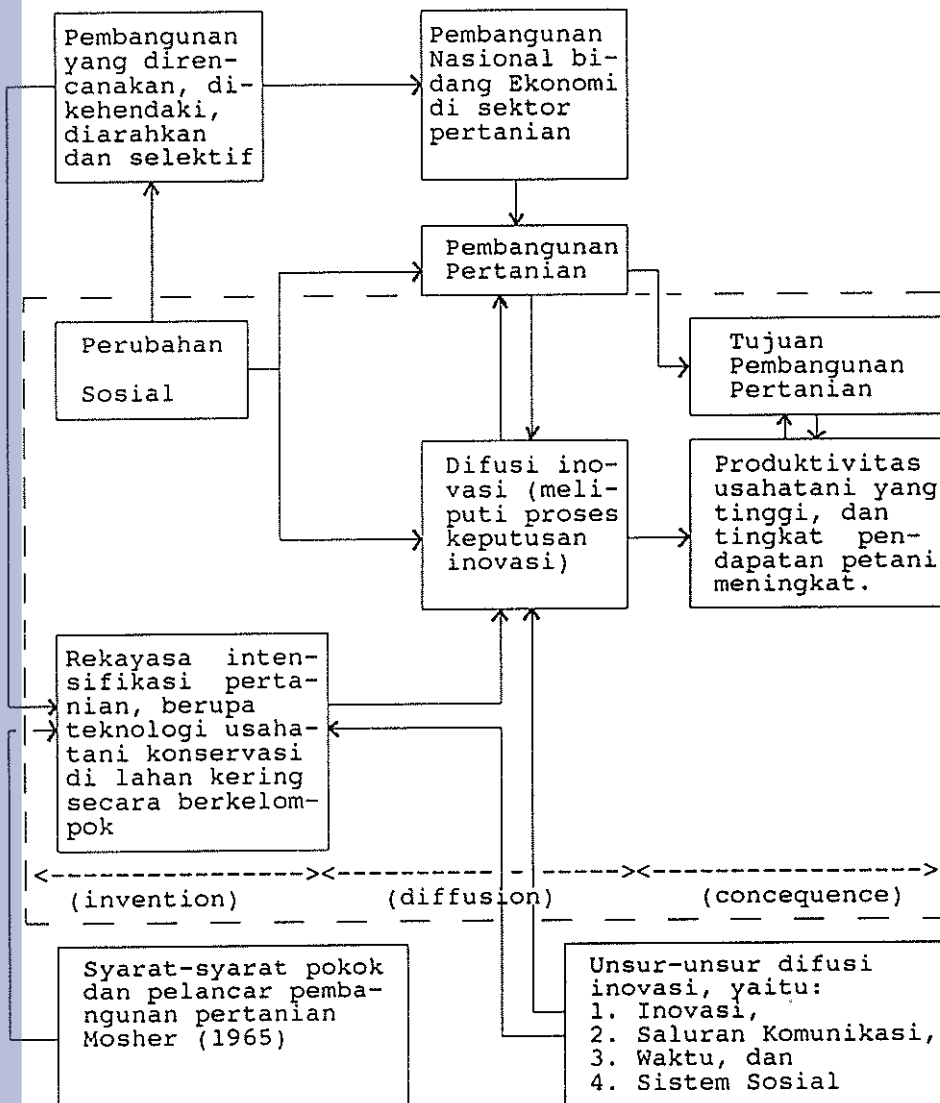 Pembangunan
yang diren-
canakan, di-
kehendaki,
diarahkan
dan selektif
Pembangunan
Nasional bi-
dang Ekonomi
di sektor
pertanian
Pembangunan
Pertanian
Perubahan
Sosial
Tujuan
Pembangunan
Pertanian
Difusi ino-
vasi (meli-
puti proses
keputusan
inovasi)
Produktivitas
usahatani yang
tinggi, dan
tingkat pen-
dapatan petani
meningkat.
Rekayasa inten-
sifikasi perta-
nian, berupa
teknologi usaha-
tani konservasi
di lahan kering
secara berkelom-
pok
(invention) (diffusion) (concequence)
Syarat-syarat pokok
dan pelancar pemba-
ngunan pertanian
Mosher (1965)
Unsur-unsur difusi
inovasi, yaitu:
1. Inovasi,
2. Saluran Komunikasi,
3. Waktu, dan
4. Sistem Sosial